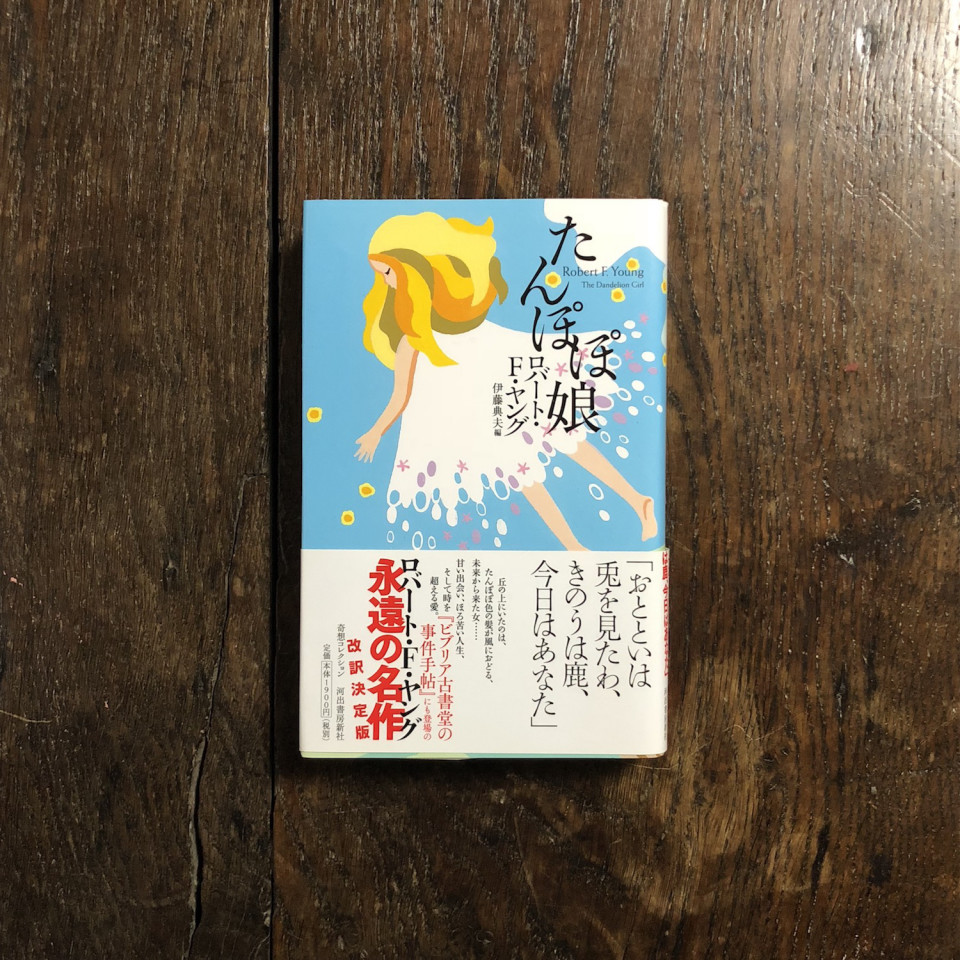 たんぽぽ娘
Robert F. Young
The Dandelion Girl
ロバート・
F・ヤング
伊藤典夫 編
「おとといは
兎を見たわ、
きのうは鹿、
今日はあなた」
丘の上にいたのは、
たんぽぽ色の髪が風におどる、
未来から来た女……
甘い出会い、ほろ苦い人生、
そして時を
超える愛。
『ビブリア古書堂の
事件手帖』にも登場の
ロバート・F・ヤング
永遠の名作
改訳決定版
奇想コレクション 河出書房新社
定価 本体1900円(税別)